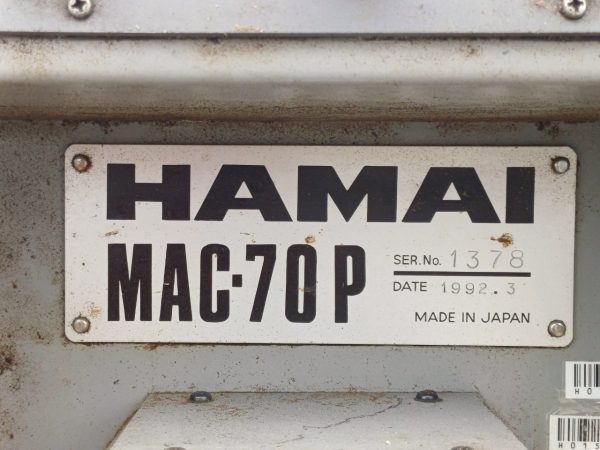 HAMAI
MAC-70P
SER.No. 1378
DATE 1992.3
MADE IN JAPAN